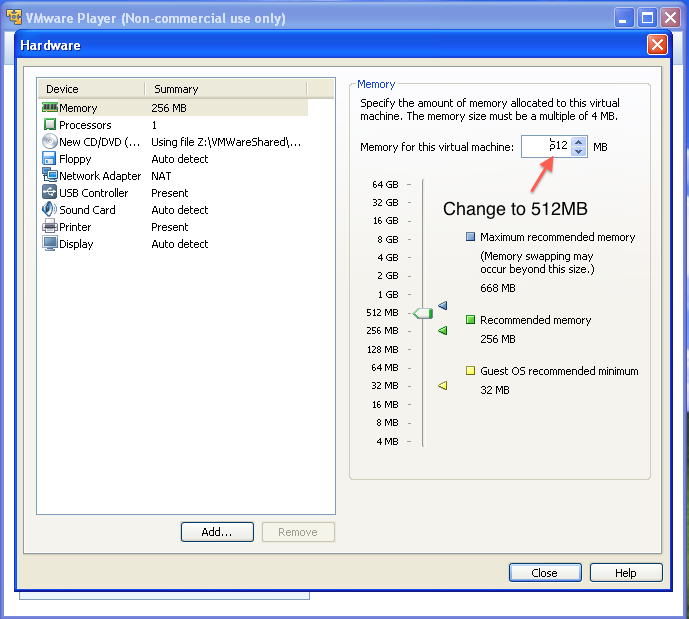 VMware Player (Non-commercial use only)
Hardware
Device Summary
Memory 256 MB
Processors 1
New CD/DVD (... Using file Z:\VMWareShared\...
Floppy Auto detect
Network Adapter NAT
USB Controller Present
Sound Card Auto detect
Printer Present
Display Auto detect
Add...
Remove
Memory
Specify the amount of memory allocated to this virtual
machine. The memory size must be a multiple of 4 MB.
Memory for this virtual machine: 512 MB
Change to 512MB
64 GB
32 GB
16 GB
8 GB
4 GB
2 GB
1 GB
512 MB
256 MB
128 MB
64 MB
32 MB
16 MB
8 MB
4 MB
Maximum recommended memory
(Memory swapping may
occur beyond this size.)
668 MB
Recommended memory
256 MB
Guest OS recommended minimum
32 MB
Close
Help